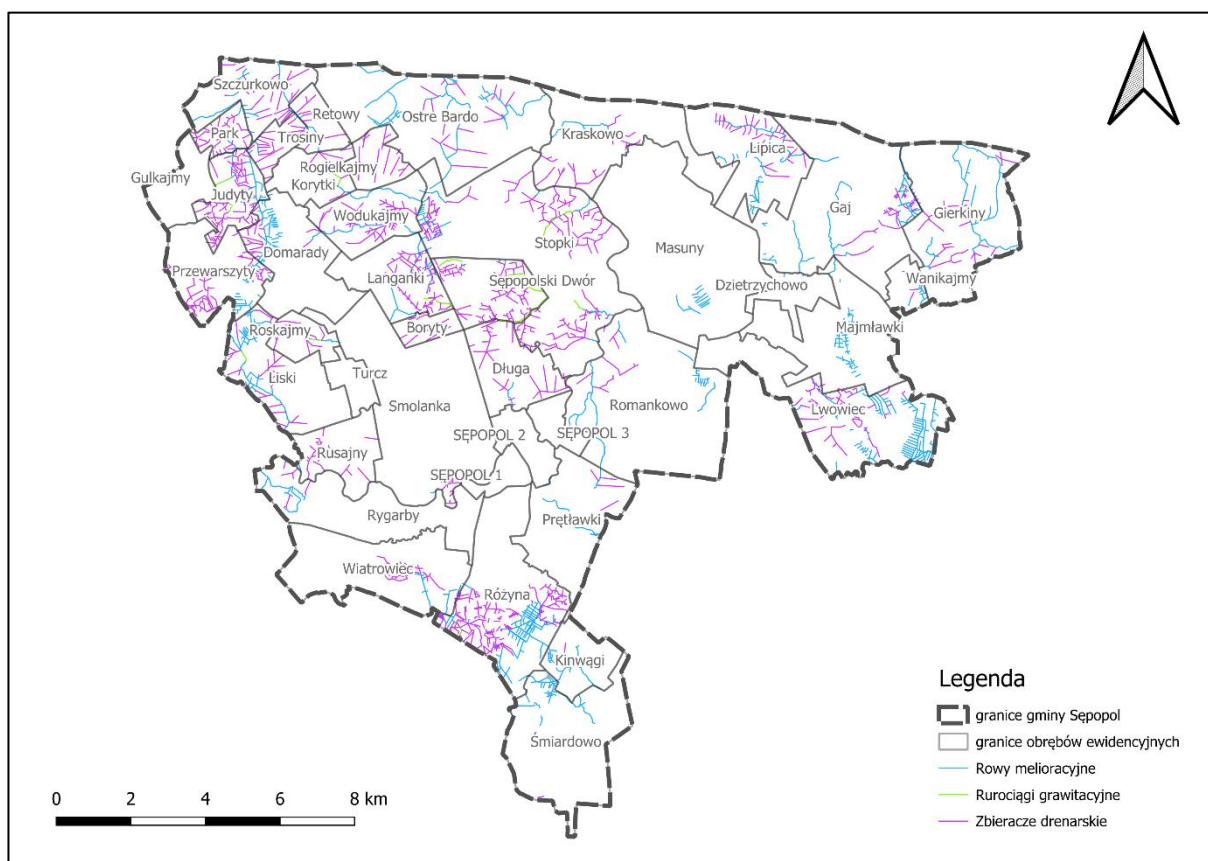 Szczurkowo
Retowy
Ostre Bardo
Park
Trosiny
Kraskowo
Lipica
Rogielkajmy
Gulkajmy
Korytki
Judyty
Wodukajmy
Gaj
Gierkiny
Stopki
Masuny
Domarady
Przewarszyty
Langanki
Sępopolski Dwór
Dzietrzychowo
Wanikajmy
Roskajmy
Boryty
Majmławki
Liski
Turcz
Długa
Smolanka
Romankowo
Lwowiec
SĘPOPOL 2
SĘPOPOL 3
Rusajny
SĘPOPOL 1
Rygarby
Prętławki
Wiatrowiec
Różyna
Kinwągi
Śmiardowo
Legenda
granice gminy Sępopol
granice obrębów ewidencyjnych
Rowy melioracyjne
Rurociągi grawitacyjne
Zbieracze drenarskie
0 2 4 6 8 km